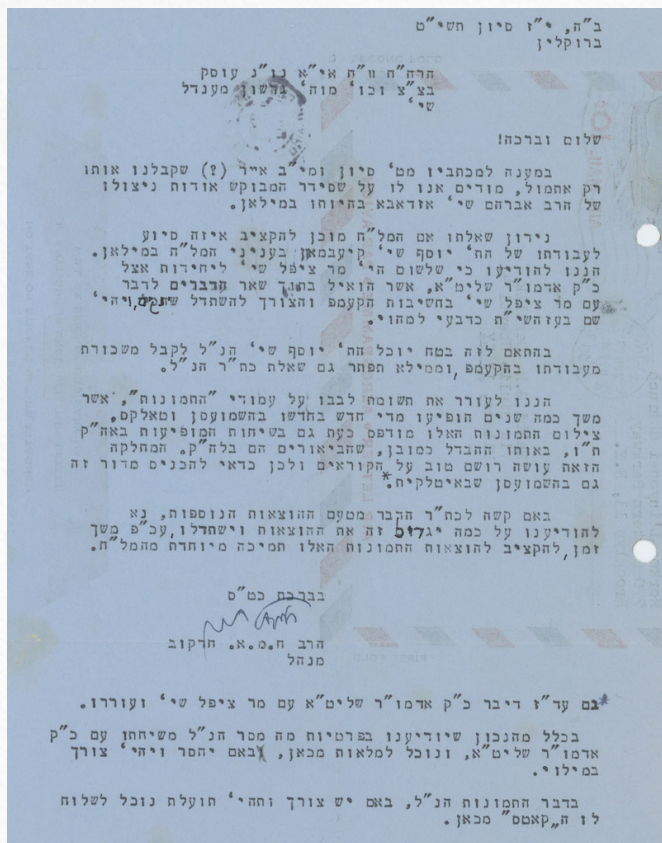 ב"ה, י"ז סיון תשי"ט
ברוקלין
הרה"ח וו"ח אי"א נו"נ עוסק
בצ"צ וכו' מוה' גרשון מענדל
שי'
שלום וברכה!
במענה למכתביו מט' סיון ומי"ב אייר (?) שקבלנו אותו
רק אתמול, מודים אנו לו על שסידר המבוקש אודות ניצולו
של הרב אברהם שי' אזדאבא בהיותו במילאן.
נירון שאלתו אם המל"ח מוכן להקציב איזה סיוע
לעבודתו של הת' יוסף שי' קיעבמאן בעניני המל"ח במילאן.
הננו להודיעו כי שלשום הי' מר ציפל שי' ליחידות אצל
כ"ק אדמו"ר שליט"א, אשר הואיל בתוך שאר הדברים לדבר
עם מר ציפל שי' בחשיבות הקעמפ והצורך להשתדל ויהי'
שם בעזהשי"ת כדבעי למהוי.
בהתאם לזה בטח יוכל הת' יוסף שי' הנ"ל לקבל משכורת
מעבודתו בהקעמפ, וממילא תפתר גם שאלת כת"ר הנ"ל.
הננו לעורר את תשומת לבבו על עמודי "התמונות", אשר
משך כמה שנים הופיעו מדי חדש בחדשו בהשמועסן וטאלקס.
צילום התמונות האלו מודפס כעת גם בשיחות המופיעות באה"ק
ת"ו, באותו ההבדל כמובן, שהביאורים הם בלה"ק. המחלקה
הזאת עושה רושם טוב על הקוראים ולכן כדאי להכניס מדור זה
גם בהשמועסן שבאיטלקית.*
באם קשה לכת"ר הדבר מטעם ההוצאות הנוספות, נא
להודיענו על כמה יגדיל זה את ההוצאות וישתדלו, עכ"פ משך
זמן, להקציב להוצאות התמונות האלו תמיכה מיוחדת מהמל"ח.
בברכת כט"ס
הרב ח.מ.א. חדקוב
מנהל
*גם עד"ז דיבר כ"ק אדמו"ר שליט"א עם מר ציפל שי' ועוררו.
בכלל מהנכון שיודיענו בפרטיות מה מסר הנ"ל משיחתו עם כ"ק
אדמו"ר שליט"א, ונוכל למלאות מכאן, באם יחסר ויהי' צורך
במילוי.
בדבר התמונות הנ"ל, באם יש צורך ותהי' תועלת נוכל לשלוח
לו ה"קאטס" מכאן.